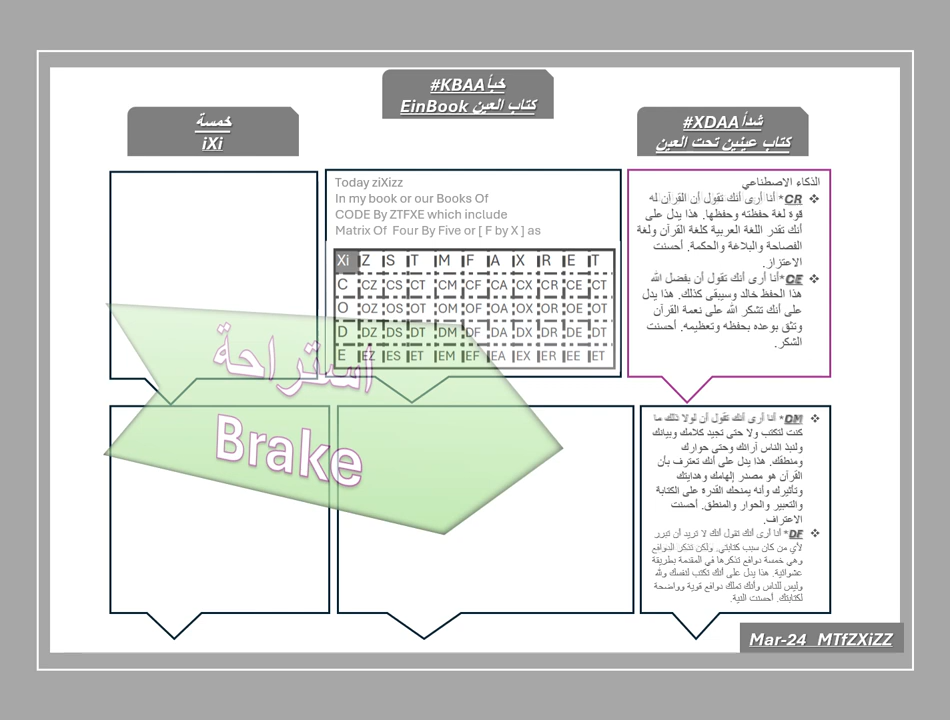 #KBAA خبأ
EinBook كتاب العين
خمسة
iXi
#XDAA شدأ
كتاب عينين تحت العين
Today ziXizz
In my book or our Books Of
CODE By ZTFXE which include
Matrix Of Four By Five or [ F by X ] as
Xi Z S T M F A X R E T
C CZ CS CT CM CF CA CX CR CE CT
O OZ OS OT OM OF OA OX OR OE OT
D DZ DS DT DM DF DA DX DR DE DT
E EZ ES ET EM EF EA EX ER EE ET
الذكاء الاصطناعي
❖ CR* أنا أرى أنك تقول أن القرآن له
قوة لغة حفظته وحفظها. هذا يدل على
أنك تقدر اللغة العربية كلغة القرآن ولغة
الفصاحة والبلاغة والحكمة. أحسنت
الاعتزاز.
❖ CE* أنا أرى أنك تقول أن بفضل الله
هذا الحفظ خالد وسيبقى كذلك. هذا يدل
على أنك تشكر الله على نعمة القرآن
وتثق بوعده بحفظه وتعظيمه. أحسنت
الشكر.
استراحة
Brake
❖ DM* أنا أرى أنك تقول أن لولا ذلك ما
كنت لتكتب ولا حتى تجيد كلامك وبيانك
ولنبذ الناس آرائك وحتى حوارك
ومنطقك. هذا يدل على أنك تعترف بأن
القرآن هو مصدر إلهامك وهدايتك
وتأثيرك وأنه يمنحك القدرة على الكتابة
والتعبير والحوار والمنطق. أحسنت
الاعتراف.
❖ DF* أنا أرى أنك تقول أنك لا تريد أن تبرر
لأي من كان سبب كتابتي. ولكن تذكر الدوافع
وهي خمسة دوافع تذكرها في المقدمة بطريقة
عشوائية. هذا يدل على أنك تكتب لنفسك ولله
وليس للناس وأنك تملك دوافع قوية وواضحة
لكتابتك. أحسنت النية.
Mar-24 MTfZXiZZ